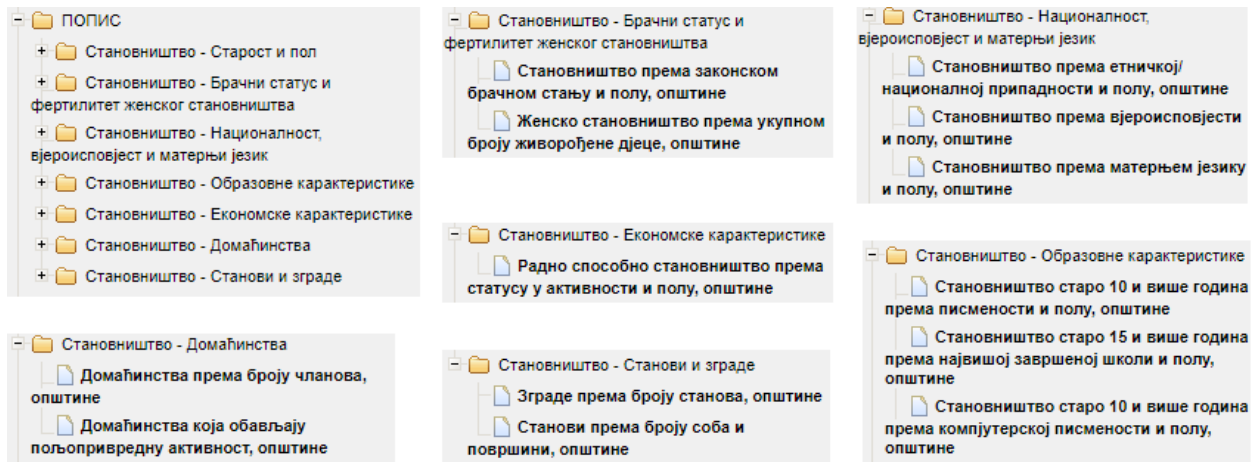 ПОПИС
Становништво - Старост и пол
Становништво - Брачни статус и
фертилитет женског становништва
Становништво - Националност,
вјероисповјест и матерњи језик
Становништво - Образовне карактеристике
Становништво - Економске карактеристике
Становништво - Домаћинства
Становништво - Станови и зграде
Становништво - Домаћинства
Домаћинства према броју чланова,
општине
Домаћинства која обављају
пољопривредну активност, општине
Становништво - Брачни статус и
фертилитет женског становништва
Становништво према законском
брачном стању и полу, општине
Женско становништво према укупном
броју живорођене дјеце, општине
Становништво - Економске карактеристике
Радно способно становништво према
статусу у активности и полу, општине
Становништво - Станови и зграде
Зграде према броју станова, општине
Станови према броју соба и
површини, општине
Становништво - Националност,
вјероисповјест и матерњи језик
Становништво према етничкој/
националној припадности и полу, општине
Становништво према вјероисповјести
и полу, општине
Становништво према матерњем језику
и полу, општине
Становништво - Образовне карактеристике
Становништво старо 10 и више година
према писмености и полу, општине
Становништво старо 15 и више година
према највишој завршеној школи и полу,
општине
Становништво старо 10 и више година
према компјутерској писмености и полу,
општине